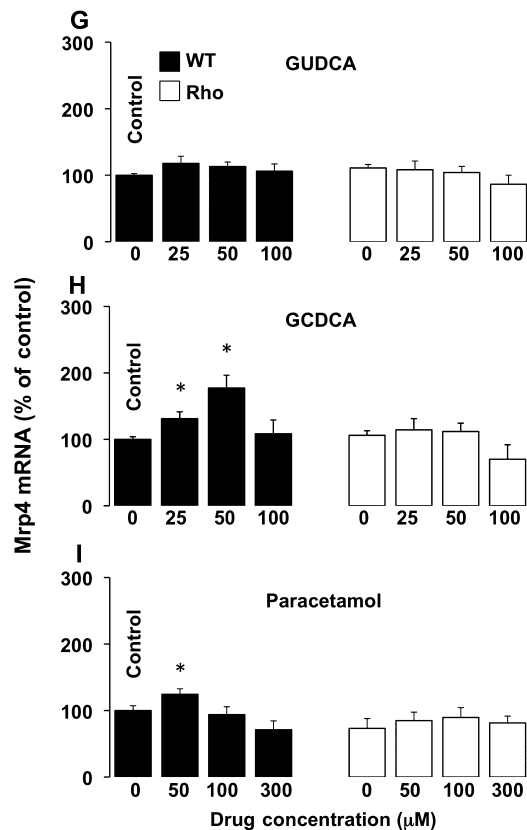 G
300
200
100
0
Control
WT
Rho
GUDCA
0 25 50 100 0 25 50 100
H
300
200
100
0
Control
*
*
GCDCA
0 25 50 100 0 25 50 100
Mrp4 mRNA (% of control)
I
300
200
100
0
Control
*
Paracetamol
0 50 100 300 0 50 100 300
Drug concentration (μM)